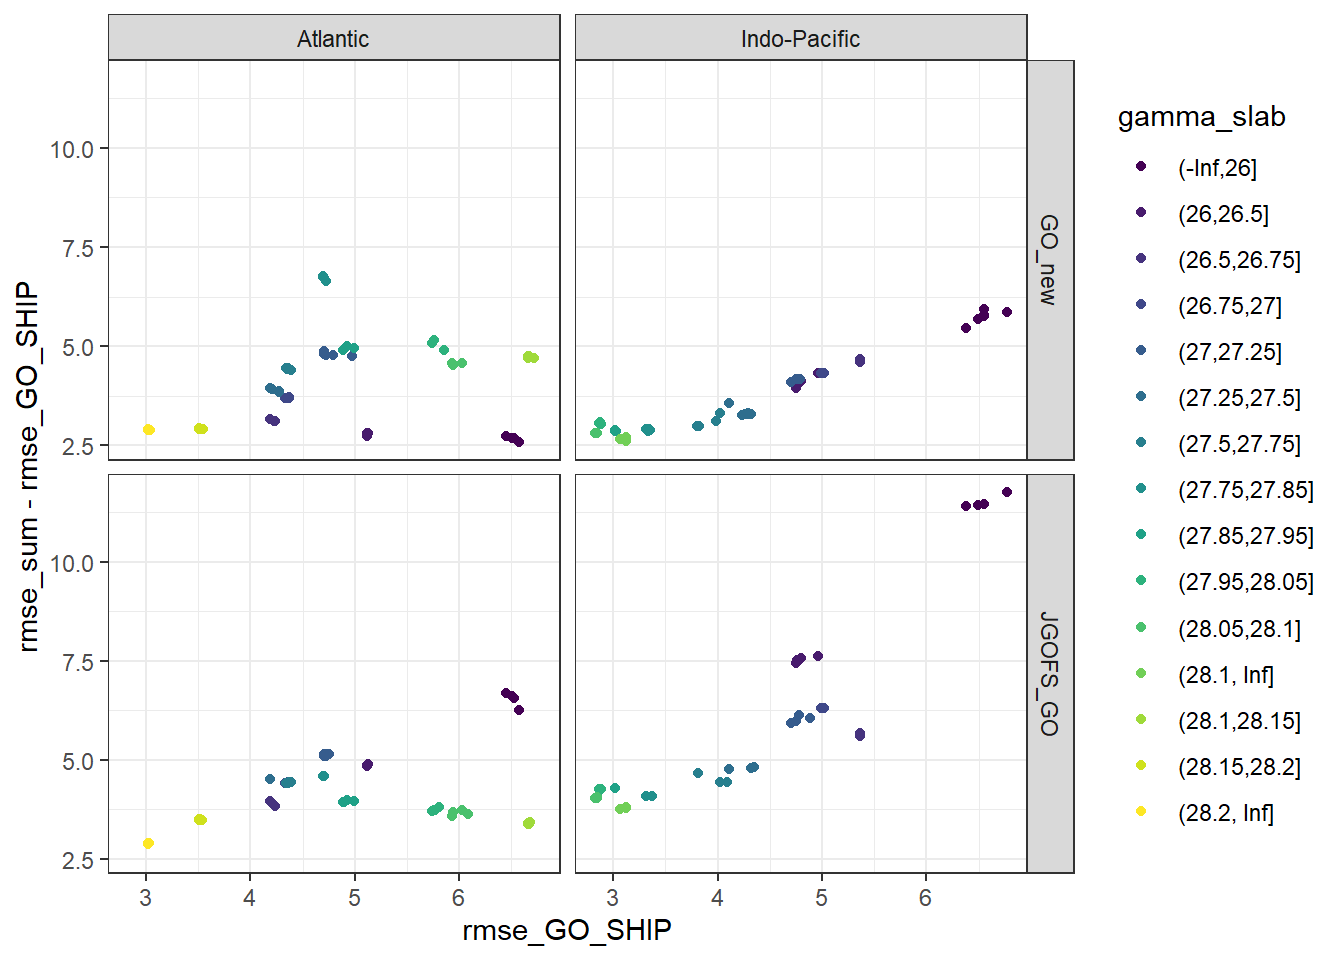 Atlantic
Indo-Pacific
GO_new
JGOFS_GO
rmse_sum - rmse_GO_SHIP
10.0
7.5
5.0
2.5
10.0
7.5
5.0
2.5
3
4
5
6
3
4
5
6
rmse_GO_SHIP
gamma_slab
(-Inf,26]
(26,26.5]
(26.5,26.75]
(26.75,27]
(27,27.25]
(27.25,27.5]
(27.5,27.75]
(27.75,27.85]
(27.85,27.95]
(27.95,28.05]
(28.05,28.1]
(28.1, Inf]
(28.1,28.15]
(28.15,28.2]
(28.2, Inf]